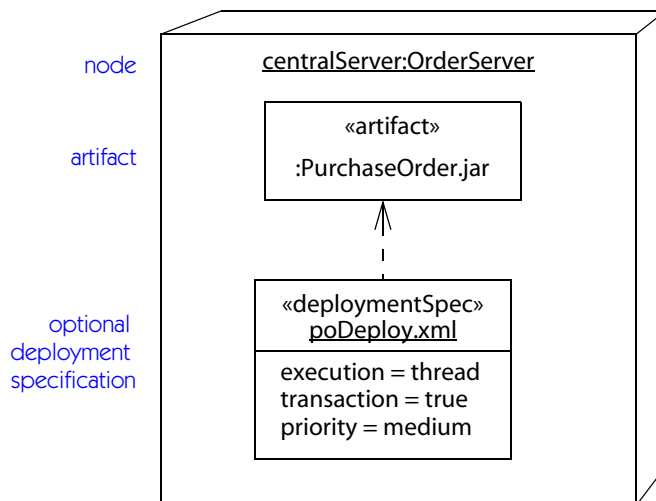 node
centralServer:OrderServer
artifact
«artifact»
:PurchaseOrder.jar
optional
deployment
specification
«deploymentSpec»
poDeploy.xml
execution = thread
transaction = true
priority = medium